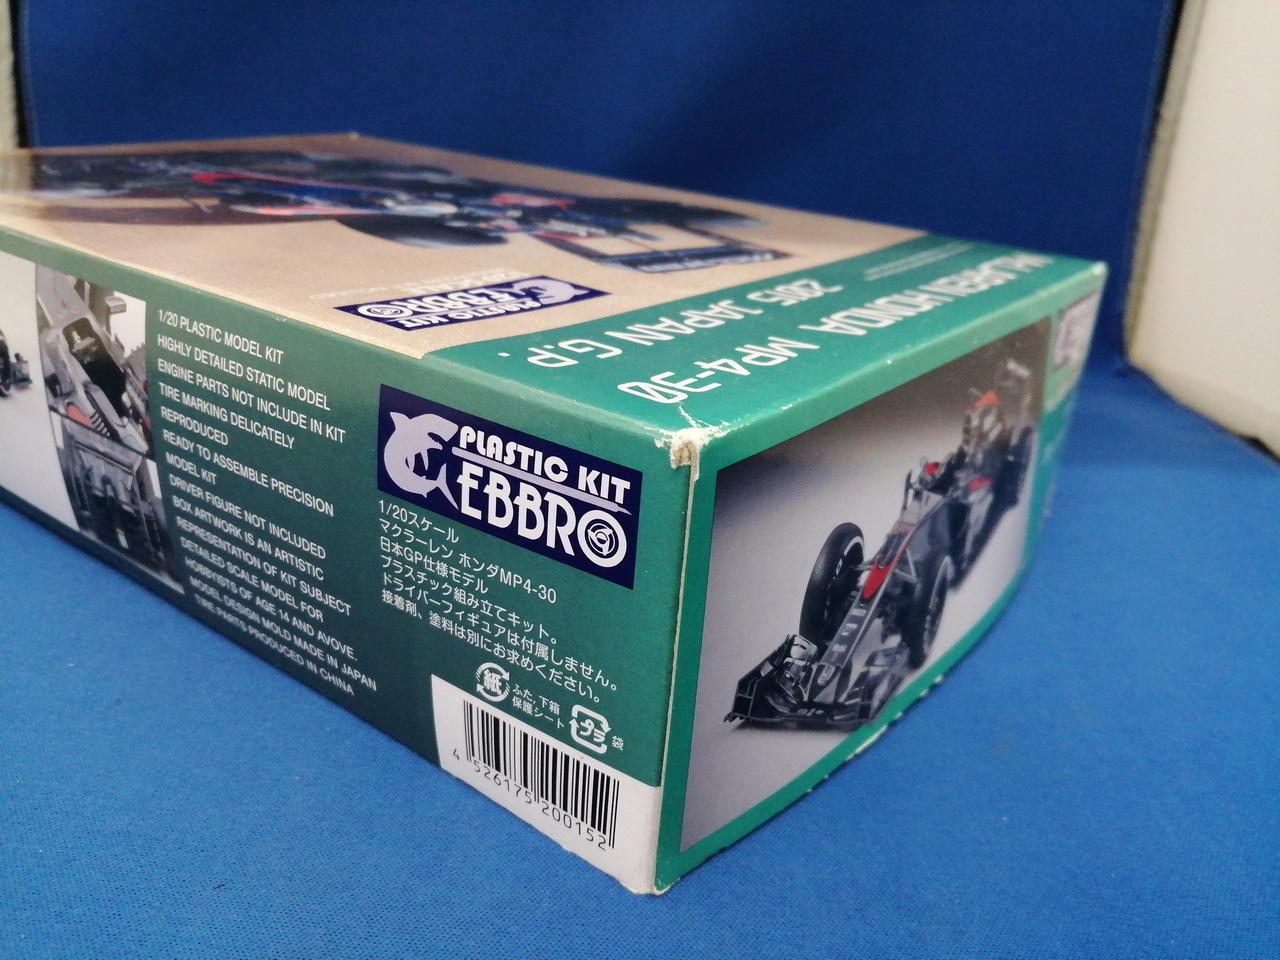 McLAREN HONDA MP4-30
2015 JAPAN G.P.
PLASTIC KIT
EBBRO
1/20 PLASTIC MODEL KIT
HIGHLY DETAILED STATIC MODEL
ENGINE PARTS NOT INCLUDE IN KIT
TIRE MARKING DELICATELY
REPRODUCED
READY TO ASSEMBLE PRECISION
MODEL KIT
DRIVER FIGURE NOT INCLUDED
BOX ARTWORK IS AN ARTISTIC
REPRESENTATION OF KIT SUBJECT
DETAILED SCALE MODEL FOR
HOBBYISTS OF AGE 14 AND AVOVE.
MODEL DESIGN MOLD MADE IN JAPAN
TIRE PARTS PRODUCED IN CHINA
PLASTIC KIT
EBBRO
1/20スケール
マクラーレン ホンダMP4-30
日本GP仕様モデル
プラスチック組み立てキット。
ドライバーフィギュアは付属しません。
接着剤、塗料は別にお求めください。
紙
ふた,下箱
保護シート
プラ
袋
4 526175 200152